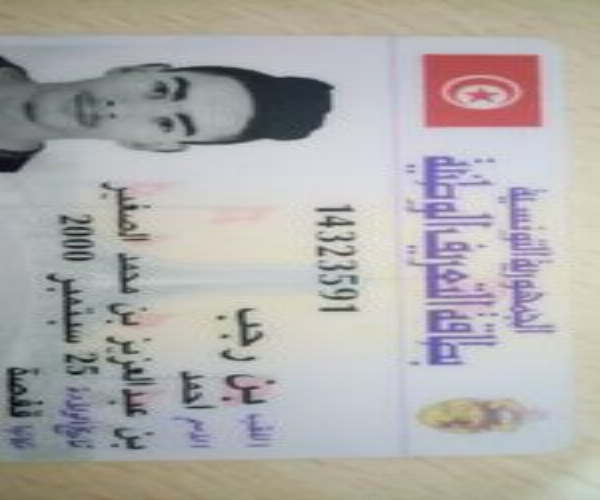 الجمهورية التونسية
بطاقة التعريف الوطنية
14323591
اللقب بن رجب
الاسم احمد
بن عبد العزيز بن محمد الصغير
تاريخ الولادة 25 سبتمبر 2000
مكانها قفصة